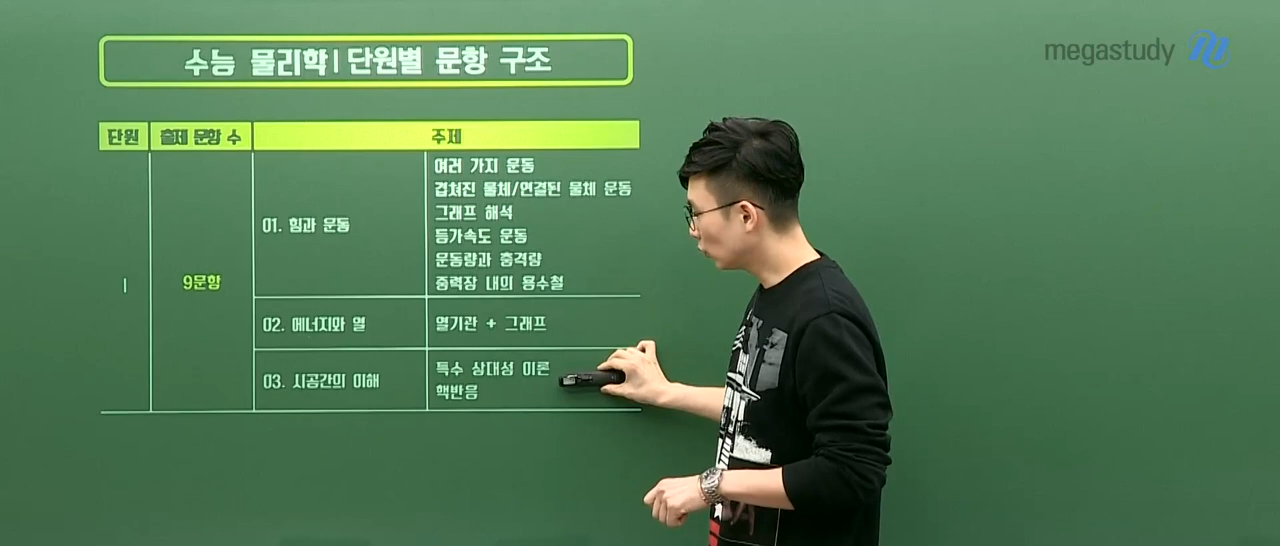 수능 물리학 I 단원별 문항 구조
megastudy M
단원 출제 문항 수 주제
I 9문항 01. 힘과 운동
여러 가지 운동
겹쳐진 물체/연결된 물체 운동
그래프 해석
등가속도 운동
운동량과 충격량
중력장 내의 용수철
02. 에너지와 열 열기관 + 그래프
03. 시공간의 이해
특수 상대성 이론
핵반응